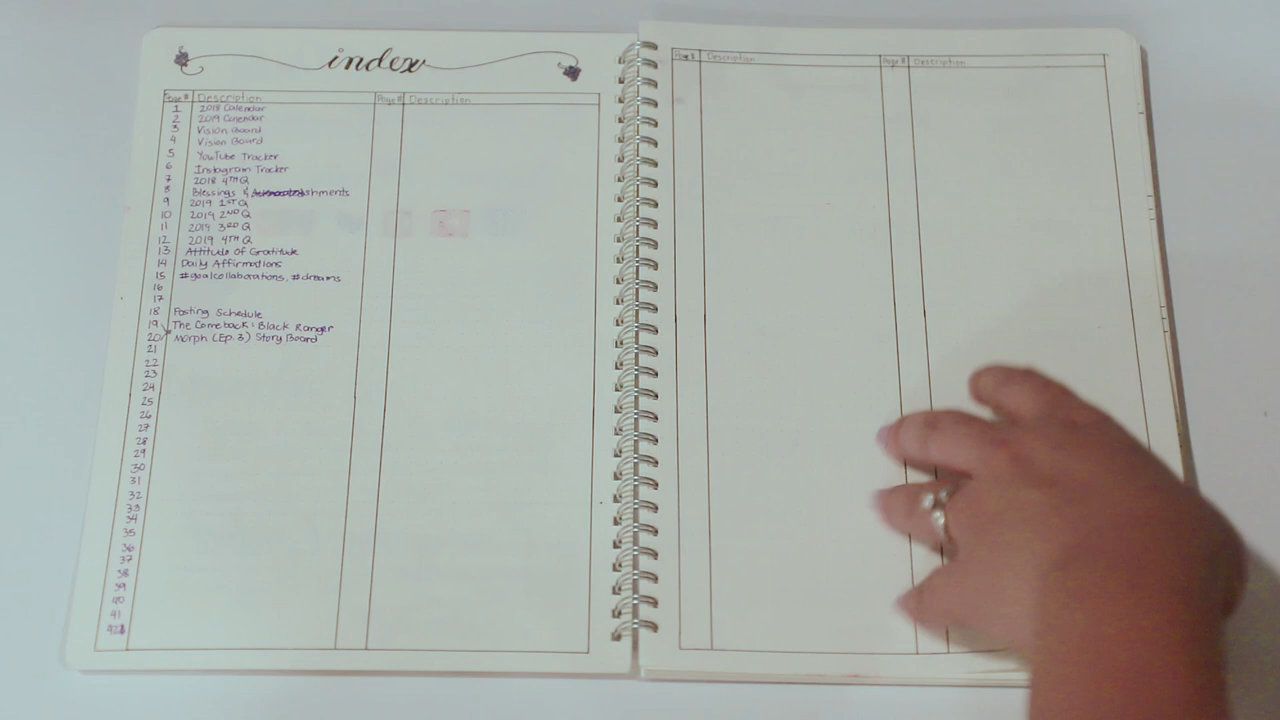 index
Page # Description Page # Description
1 2018 Calendar
2 2019 Calendar
3 Vision Board
4 Vision Board
5 YouTube Tracker
6 Instagram Tracker
7 2018 4TH Q
8 Blessings & shments
9 2019 1ST Q
10 2019 2ND Q
11 2019 3RD Q
12 2019 4TH Q
13 Attitude Of Gratitude
14 Daily Affirmations
15 #goalcollaborations, #dreams
16
17
18 Posting Schedule
19 The Comeback: Black Ranger
20 Morph (Ep. 3) Story Board
21
22
23
24
25
26
27
28
29
30
31
32
33
34
35
36
37
38
39
40
41
42
Page # Description Page # Description